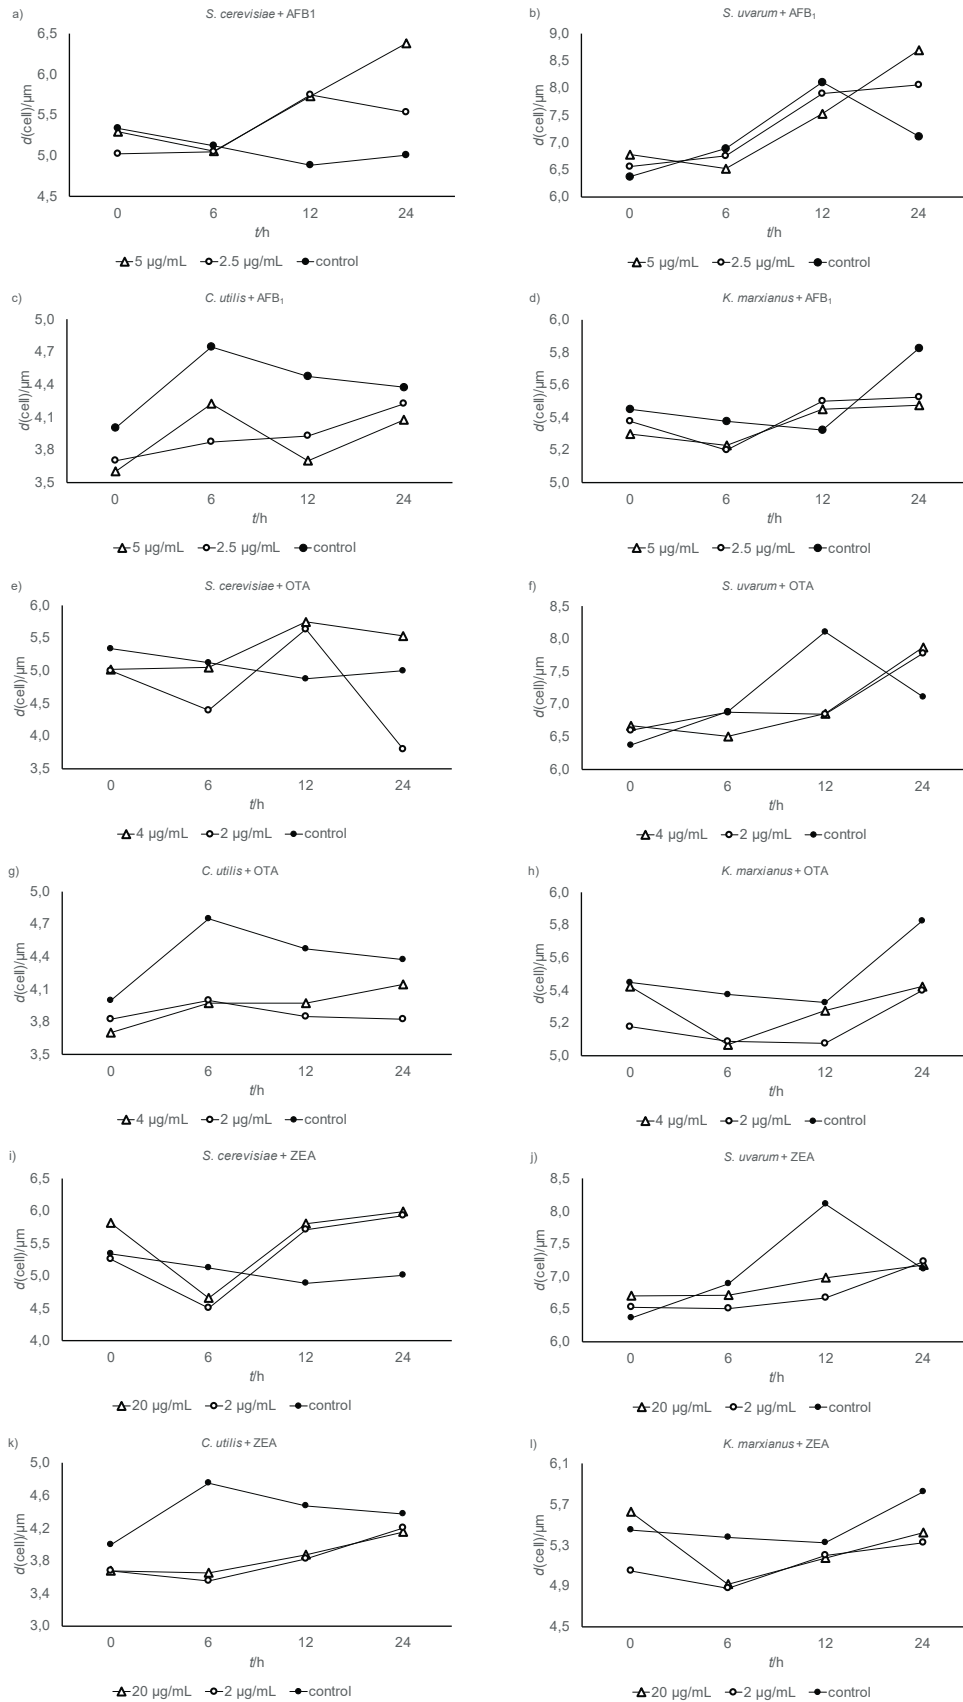 a)
S. cerevisiae + AFB1
6,5
6,0
5,5
5,0
4,5
d(cell)/µm
0 6 12 24
t/h
5 µg/mL 2.5 µg/mL control
b)
S. uvarum + AFB₁
9,0
8,5
8,0
7,5
7,0
6,5
6,0
d(cell)/µm
0 6 12 24
t/h
5 µg/mL 2.5 µg/mL control
c)
C. utilis + AFB₁
5,0
4,7
4,4
4,1
3,8
3,5
d(cell)/µm
0 6 12 24
t/h
5 µg/mL 2.5 µg/mL control
d)
K. marxianus + AFB₁
6,0
5,8
5,6
5,4
5,2
5,0
d(cell)/µm
0 6 12 24
t/h
5 µg/mL 2.5 µg/mL control
e)
S. cerevisiae + OTA
6,0
5,5
5,0
4,5
4,0
3,5
d(cell)/µm
0 6 12 24
t/h
4 µg/mL 2 µg/mL control
f)
S. uvarum + OTA
8,5
8,0
7,5
7,0
6,5
6,0
d(cell)/µm
0 6 12 24
t/h
4 µg/mL 2 µg/mL control
g)
C. utilis + OTA
5,0
4,7
4,4
4,1
3,8
3,5
d(cell)/µm
0 6 12 24
t/h
4 µg/mL 2 µg/mL control
h)
K. marxianus + OTA
6,0
5,8
5,6
5,4
5,2
5,0
d(cell)/µm
0 6 12 24
t/h
4 µg/mL 2 µg/mL control
i)
S. cerevisiae + ZEA
6,5
6,0
5,5
5,0
4,5
4,0
d(cell)/µm
0 6 12 24
t/h
20 µg/mL 2 µg/mL control
j)
S. uvarum + ZEA
8,5
8,0
7,5
7,0
6,5
6,0
d(cell)/µm
0 6 12 24
t/h
20 µg/mL 2 µg/mL control
k)
C. utilis + ZEA
5,0
4,6
4,2
3,8
3,4
3,0
d(cell)/µm
0 6 12 24
t/h
20 µg/mL 2 µg/mL control
l)
K. marxianus + ZEA
6,1
5,7
5,3
4,9
4,5
d(cell)/µm
0 6 12 24
t/h
20 µg/mL 2 µg/mL control